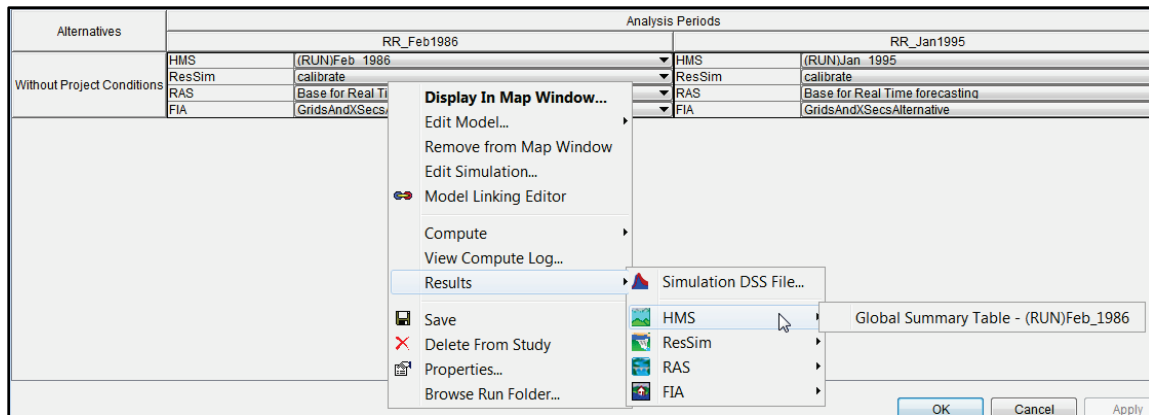 Alternatives
Analysis Periods
RR_Feb1986
RR_Jan1995
Without Project Conditions
HMS
(RUN)Feb 1986
HMS
(RUN)Jan 1995
ResSim
calibrate
ResSim
calibrate
RAS
Base for Real Ti
RAS
Base for Real Time forecasting
FIA
GridsAndXSecs
FIA
GridsAndXSecsAlternative
Display In Map Window...
Edit Model...
Remove from Map Window
Edit Simulation...
Model Linking Editor
Compute
View Compute Log...
Results
Save
Delete From Study
Properties...
Browse Run Folder...
Simulation DSS File...
HMS
ResSim
RAS
FIA
Global Summary Table - (RUN)Feb_1986
OK
Cancel
Apply